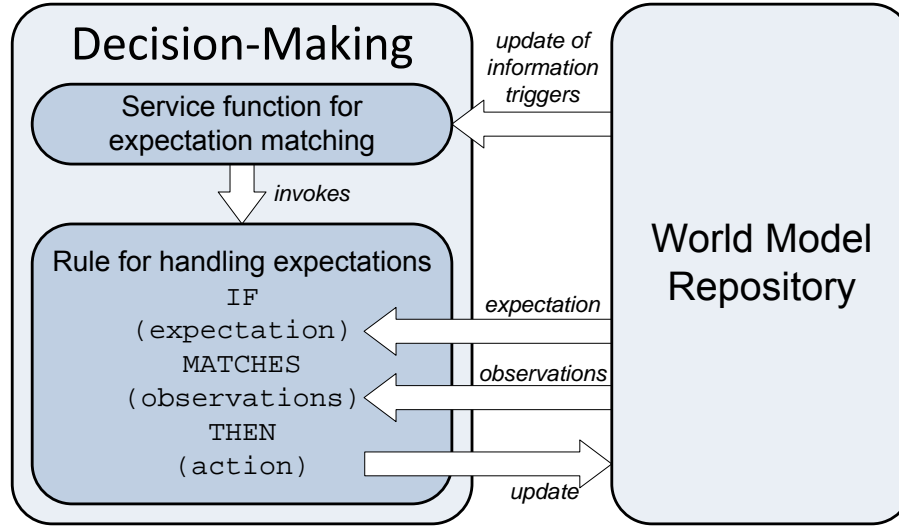 Decision-Making
update of
information
triggers
Service function for
expectation matching
invokes
Rule for handling expectations
IF
(expectation)
MATCHES
(observations)
THEN
(action)
expectation
observations
update
World Model
Repository